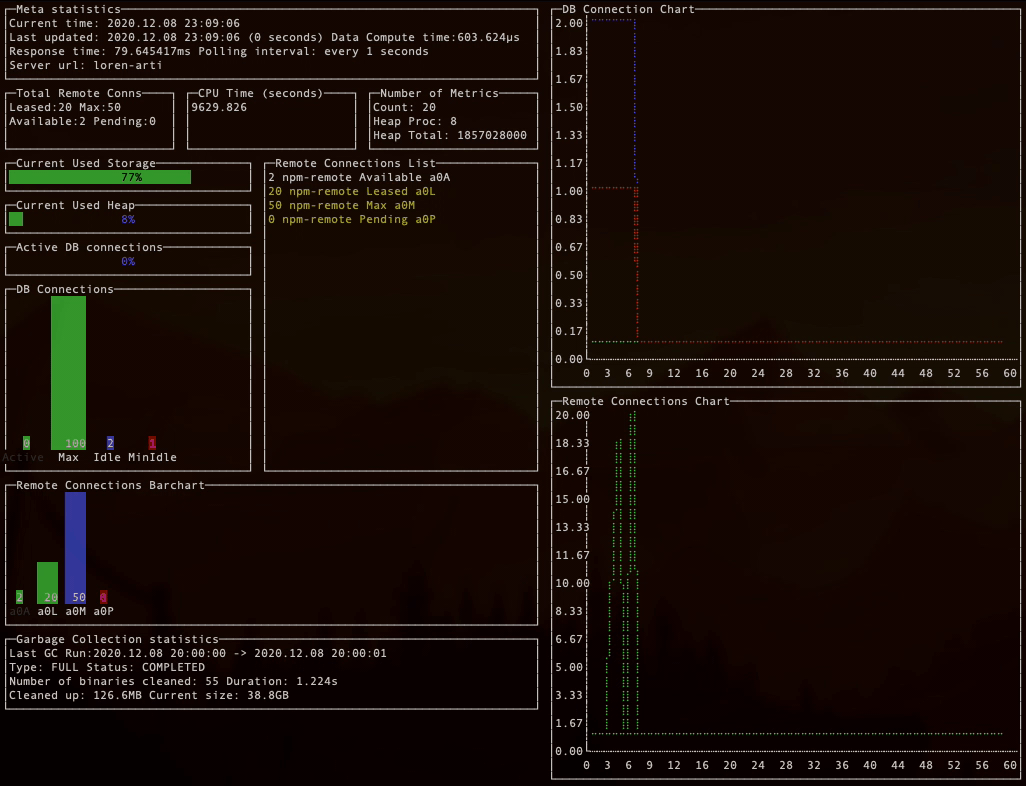 Meta statistics
Current time: 2020.12.08 23:09:06
Last updated: 2020.12.08 23:09:06 (0 seconds) Data Compute time:603.624µs
Response time: 79.645417ms Polling interval: every 1 seconds
Server url: loren-arti
Total Remote Conns
Leased:20 Max:50
Available:2 Pending:0
CPU Time (seconds)
9629.826
Number of Metrics
Count: 20
Heap Proc: 8
Heap Total: 1857028000
Current Used Storage
77%
Current Used Heap
8%
Active DB connections
0%
Remote Connections List
2 npm-remote Available a0A
20 npm-remote Leased a0L
50 npm-remote Max a0M
0 npm-remote Pending a0P
DB Connections
0 100 2 1
Active Max Idle MinIdle
Remote Connections Barchart
2 20 50 0
a0A a0L a0M a0P
Garbage Collection statistics
Last GC Run:2020.12.08 20:00:00 -> 2020.12.08 20:00:01
Type: FULL Status: COMPLETED
Number of binaries cleaned: 55 Duration: 1.224s
Cleaned up: 126.6MB Current size: 38.8GB
DB Connection Chart
2.00
1.83
1.67
1.50
1.33
1.17
1.00
0.83
0.67
0.50
0.33
0.17
0.00
0 3 6 9 12 16 20 24 28 32 36 40 44 48 52 56 60
Remote Connections Chart
20.00
18.33
16.67
15.00
13.33
11.67
10.00
8.33
6.67
5.00
3.33
1.67
0.00
0 3 6 9 12 16 20 24 28 32 36 40 44 48 52 56 60